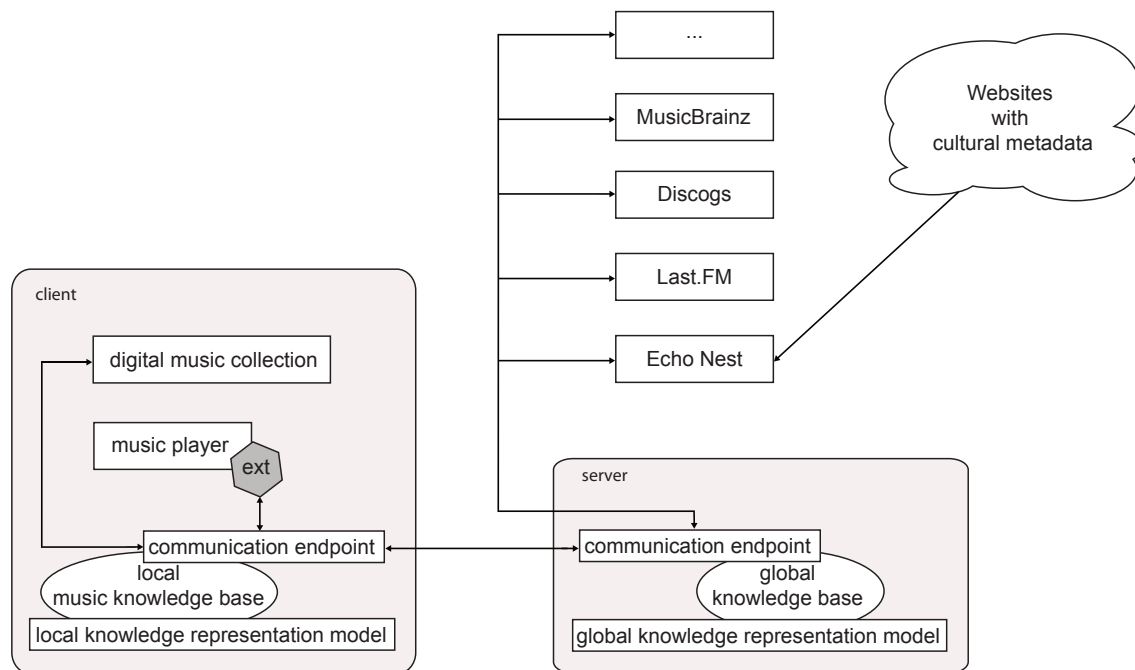 ...
MusicBrainz
Discogs
Last.FM
Echo Nest
Websites
with
cultural metadata
client
digital music collection
music player
ext
communication endpoint
local
music knowledge base
local knowledge representation model
server
communication endpoint
global
knowledge base
global knowledge representation model